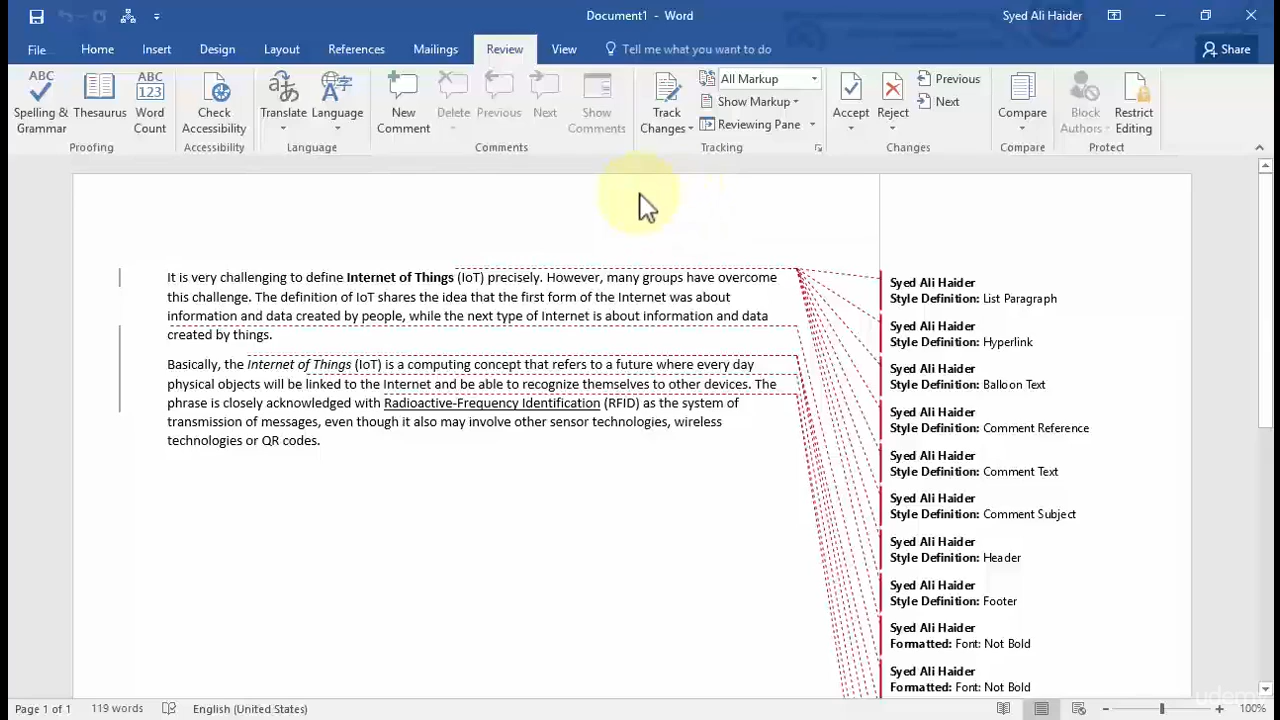 Document1 - Word
Syed Ali Haider
File Home Insert Design Layout References Mailings Review View Tell me what you want to do Share
ABC ABC 123
Spelling & Grammar Thesaurus Word Count Check Accessibility Translate Language New Comment Delete Previous Next Show Comments Track Changes All Markup Show Markup Reviewing Pane Accept Reject Previous Next Compare Block Authors Restrict Editing
Proofing Accessibility Language Comments Tracking Changes Compare Protect
It is very challenging to define Internet of Things (IoT) precisely. However, many groups have overcome
this challenge. The definition of IoT shares the idea that the first form of the Internet was about
information and data created by people, while the next type of Internet is about information and data
created by things.
Basically, the Internet of Things (IoT) is a computing concept that refers to a future where every day
physical objects will be linked to the Internet and be able to recognize themselves to other devices. The
phrase is closely acknowledged with Radioactive-Frequency Identification (RFID) as the system of
transmission of messages, even though it also may involve other sensor technologies, wireless
technologies or QR codes.
Syed Ali Haider
Style Definition: List Paragraph
Syed Ali Haider
Style Definition: Hyperlink
Syed Ali Haider
Style Definition: Balloon Text
Syed Ali Haider
Style Definition: Comment Reference
Syed Ali Haider
Style Definition: Comment Text
Syed Ali Haider
Style Definition: Comment Subject
Syed Ali Haider
Style Definition: Header
Syed Ali Haider
Style Definition: Footer
Syed Ali Haider
Formatted: Font: Not Bold
Syed Ali Haider
Formatted: Font: Not Bold
udemy
Page 1 of 1 119 words English (United States) 100%